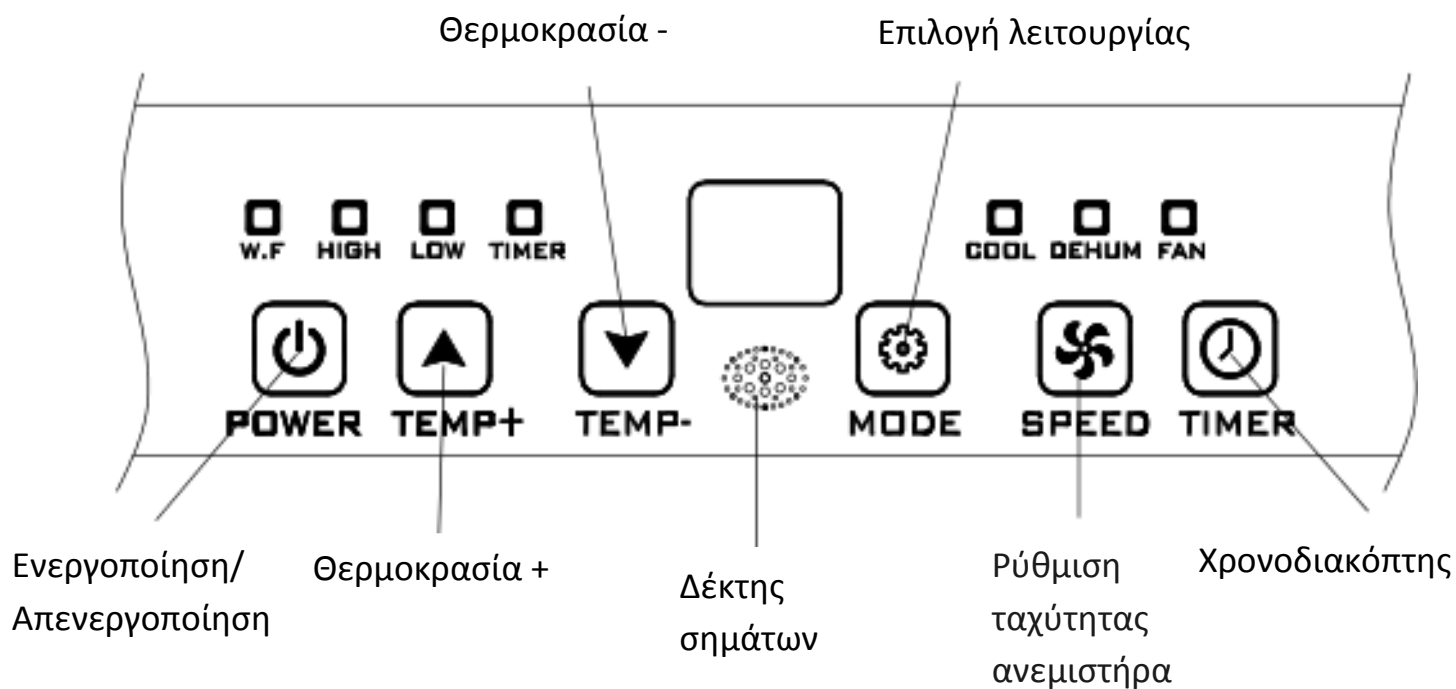 Θερμοκρασία -
Επιλογή λειτουργίας
W.F HIGH LOW TIMER
COOL DEHUM FAN
POWER TEMP+ TEMP- MODE SPEED TIMER
Ενεργοποίηση/
Απενεργοποίηση
Θερμοκρασία +
Δέκτης
σημάτων
Ρύθμιση
ταχύτητας
ανεμιστήρα
Χρονοδιακόπτης